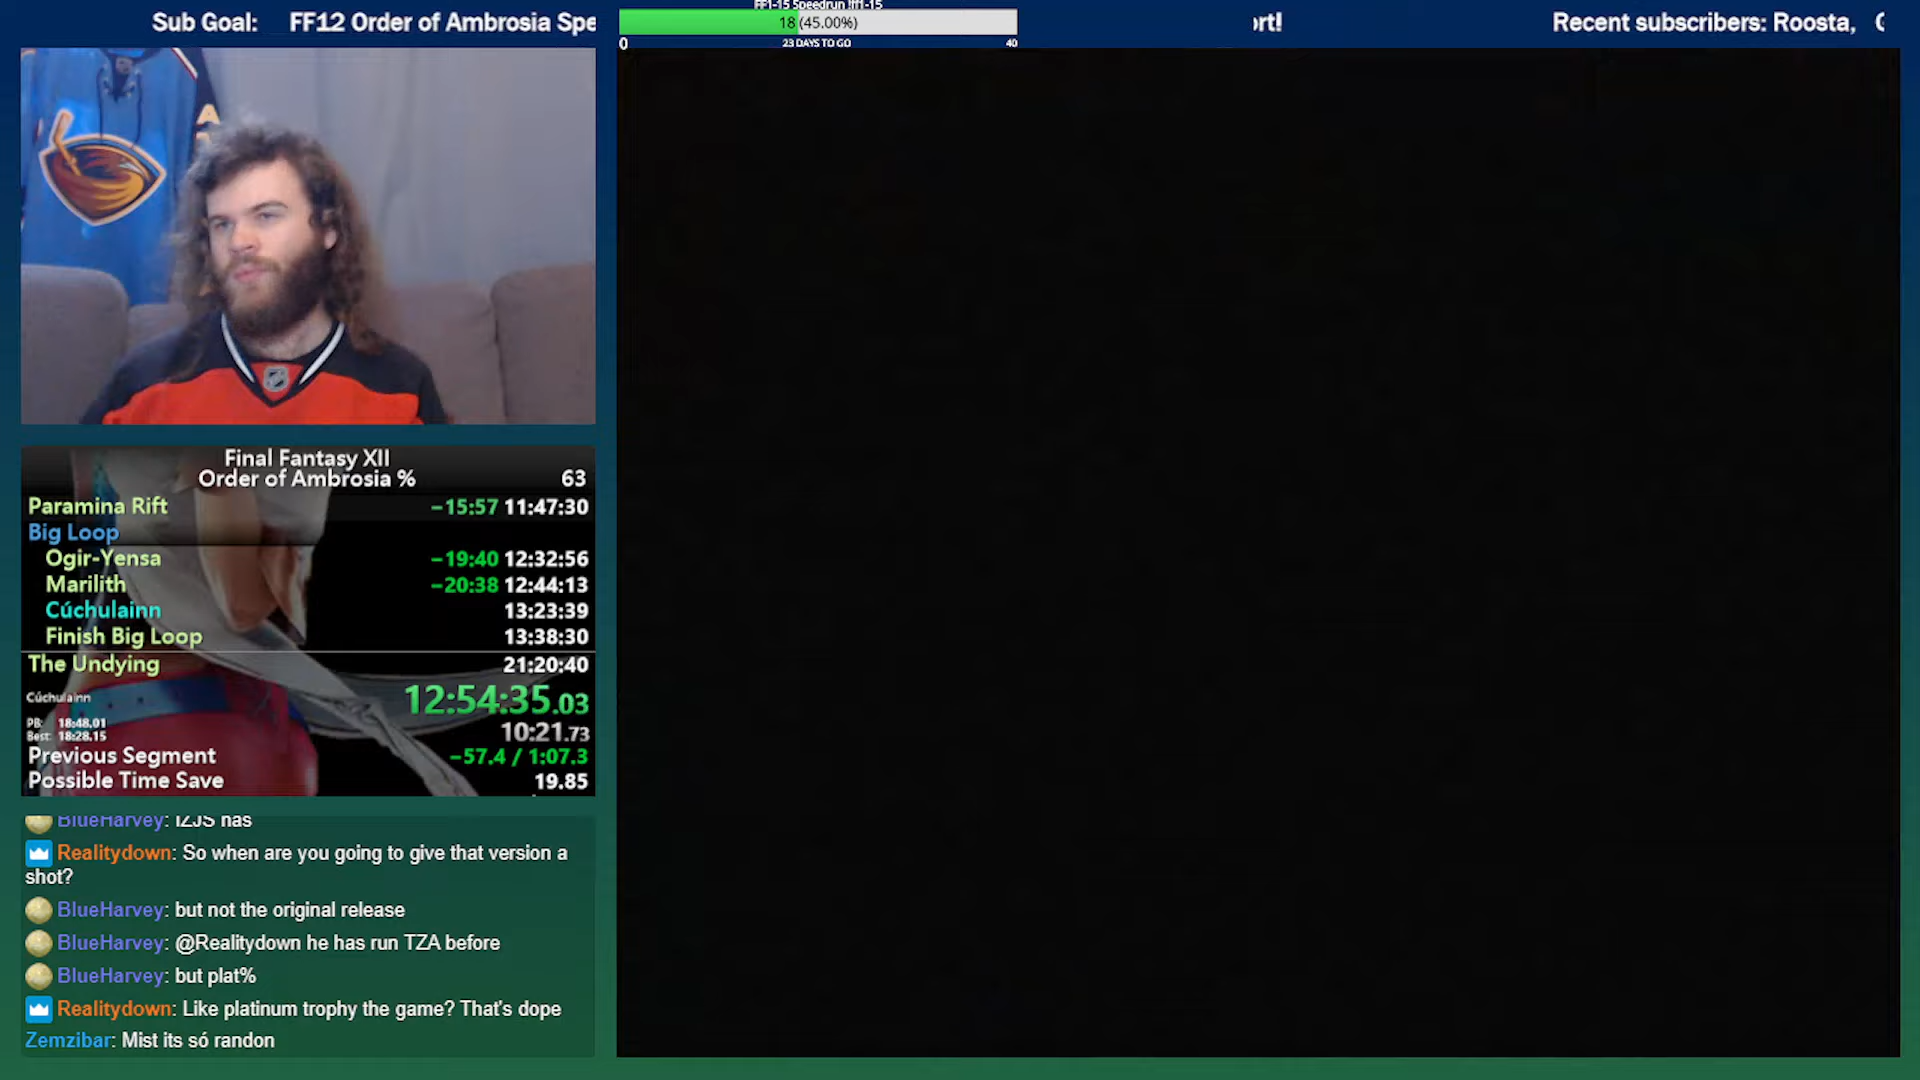 Sub Goal: FF12 Order of Ambrosia Spe
FF1-15 Speedrun !ff1-15
18 (45.00%)
0 23 DAYS TO GO 40
ort!
Recent subscribers: Roosta,
Final Fantasy XII
Order of Ambrosia % 63
Paramina Rift −15:57 11:47:30
Big Loop
Ogir-Yensa −19:40 12:32:56
Marilith −20:38 12:44:13
Cúchulainn 13:23:39
Finish Big Loop 13:38:30
The Undying 21:20:40
Cúchulainn 12:54:35.03
PB: 18:48.01
Best: 18:28.15 10:21.73
Previous Segment −57.4 / 1:07.3
Possible Time Save 19.85
BlueHarvey: IZJS has
Realitydown: So when are you going to give that version a
shot?
BlueHarvey: but not the original release
BlueHarvey: @Realitydown he has run TZA before
BlueHarvey: but plat%
Realitydown: Like platinum trophy the game? That's dope
Zemzibar: Mist its só randon